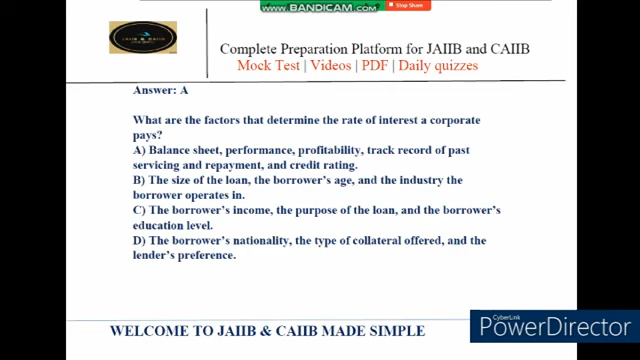 www.BANDICAM.com
Stop Share
JAIIB & CAIIB
Complete Preparation Platform for JAIIB and CAIIB
Mock Test | Videos | PDF | Daily quizzes
Answer: A
What are the factors that determine the rate of interest a corporate
pays?
A) Balance sheet, performance, profitability, track record of past
servicing and repayment, and credit rating.
B) The size of the loan, the borrower's age, and the industry the
borrower operates in.
C) The borrower's income, the purpose of the loan, and the borrower's
education level.
D) The borrower's nationality, the type of collateral offered, and the
lender's preference.
WELCOME TO JAIIB & CAIIB MADE SIMPLE
CyberLink
PowerDirector